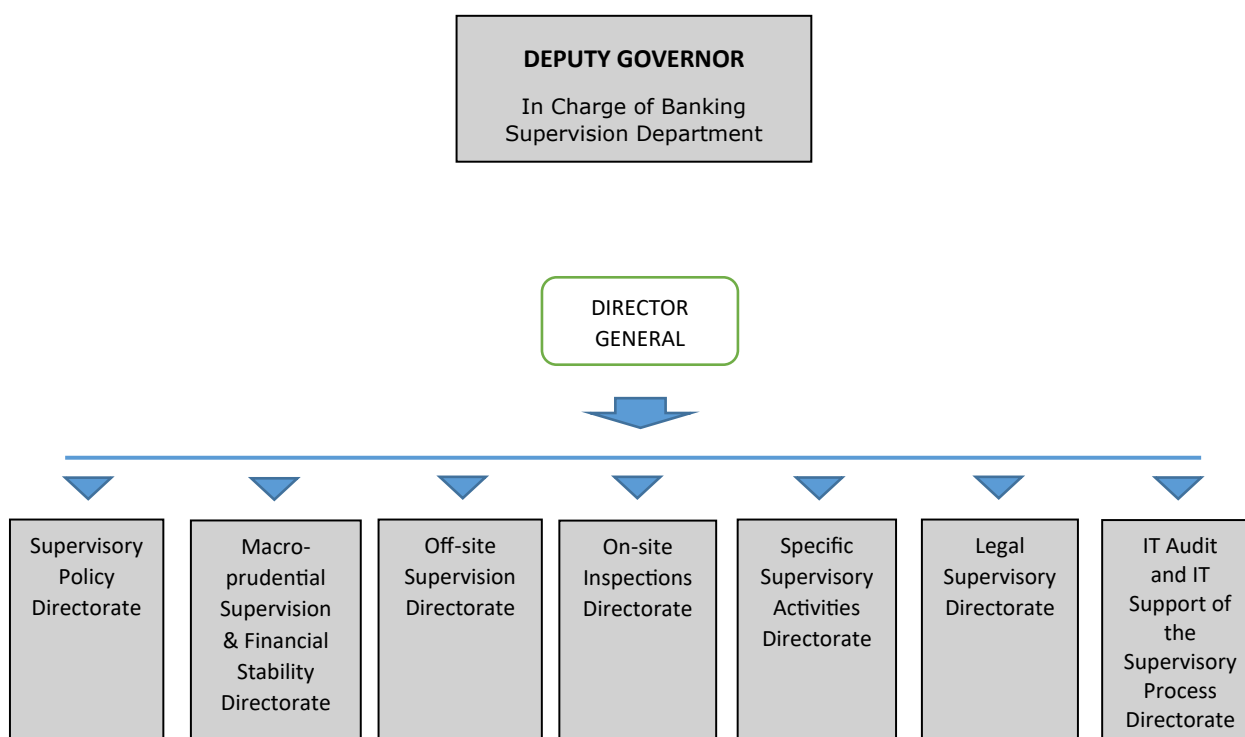 DEPUTY GOVERNOR
In Charge of Banking
Supervision Department
DIRECTOR
GENERAL
Supervisory
Policy
Directorate
Macro-
prudential
Supervision
& Financial
Stability
Directorate
Off-site
Supervision
Directorate
On-site
Inspections
Directorate
Specific
Supervisory
Activities
Directorate
Legal
Supervisory
Directorate
IT Audit
and IT
Support of
the
Supervisory
Process
Directorate